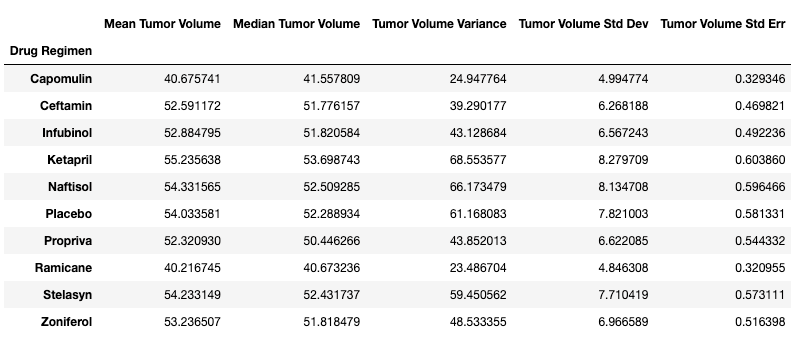 Mean Tumor Volume Median Tumor Volume Tumor Volume Variance Tumor Volume Std Dev Tumor Volume Std Err
Drug Regimen
Capomulin 40.675741 41.557809 24.947764 4.994774 0.329346
Ceftamin 52.591172 51.776157 39.290177 6.268188 0.469821
Infubinol 52.884795 51.820584 43.128684 6.567243 0.492236
Ketapril 55.235638 53.698743 68.553577 8.279709 0.603860
Naftisol 54.331565 52.509285 66.173479 8.134708 0.596466
Placebo 54.033581 52.288934 61.168083 7.821003 0.581331
Propriva 52.320930 50.446266 43.852013 6.622085 0.544332
Ramicane 40.216745 40.673236 23.486704 4.846308 0.320955
Stelasyn 54.233149 52.431737 59.450562 7.710419 0.573111
Zoniferol 53.236507 51.818479 48.533355 6.966589 0.516398